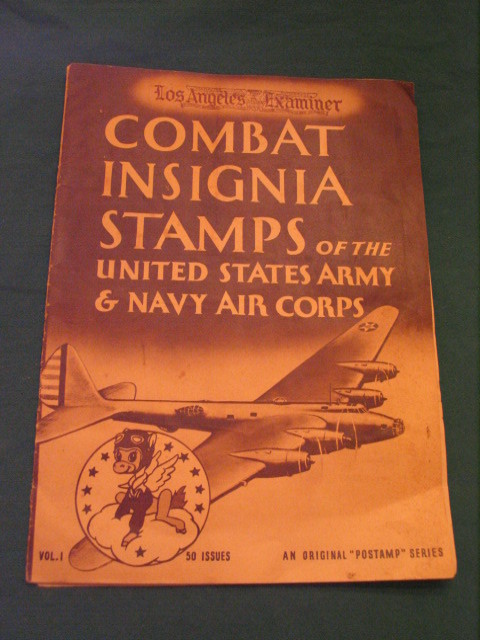 Los Angeles Examiner
COMBAT
INSIGNIA
STAMPS OF THE
UNITED STATES ARMY
& NAVY AIR CORPS
VOL. 1 50 ISSUES AN ORIGINAL "POSTAMP" SERIES